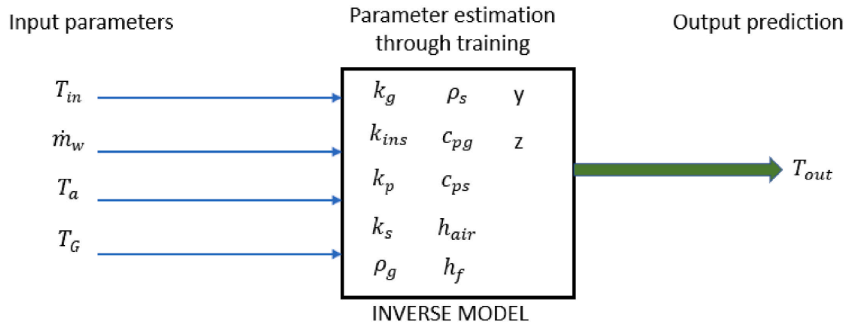 Input parameters
Parameter estimation
through training
Output prediction
T_in
ṁ_w
T_a
T_G
k_g ρ_s y
k_ins c_pg z
k_p c_ps
k_s h_air
ρ_g h_f
T_out
INVERSE MODEL